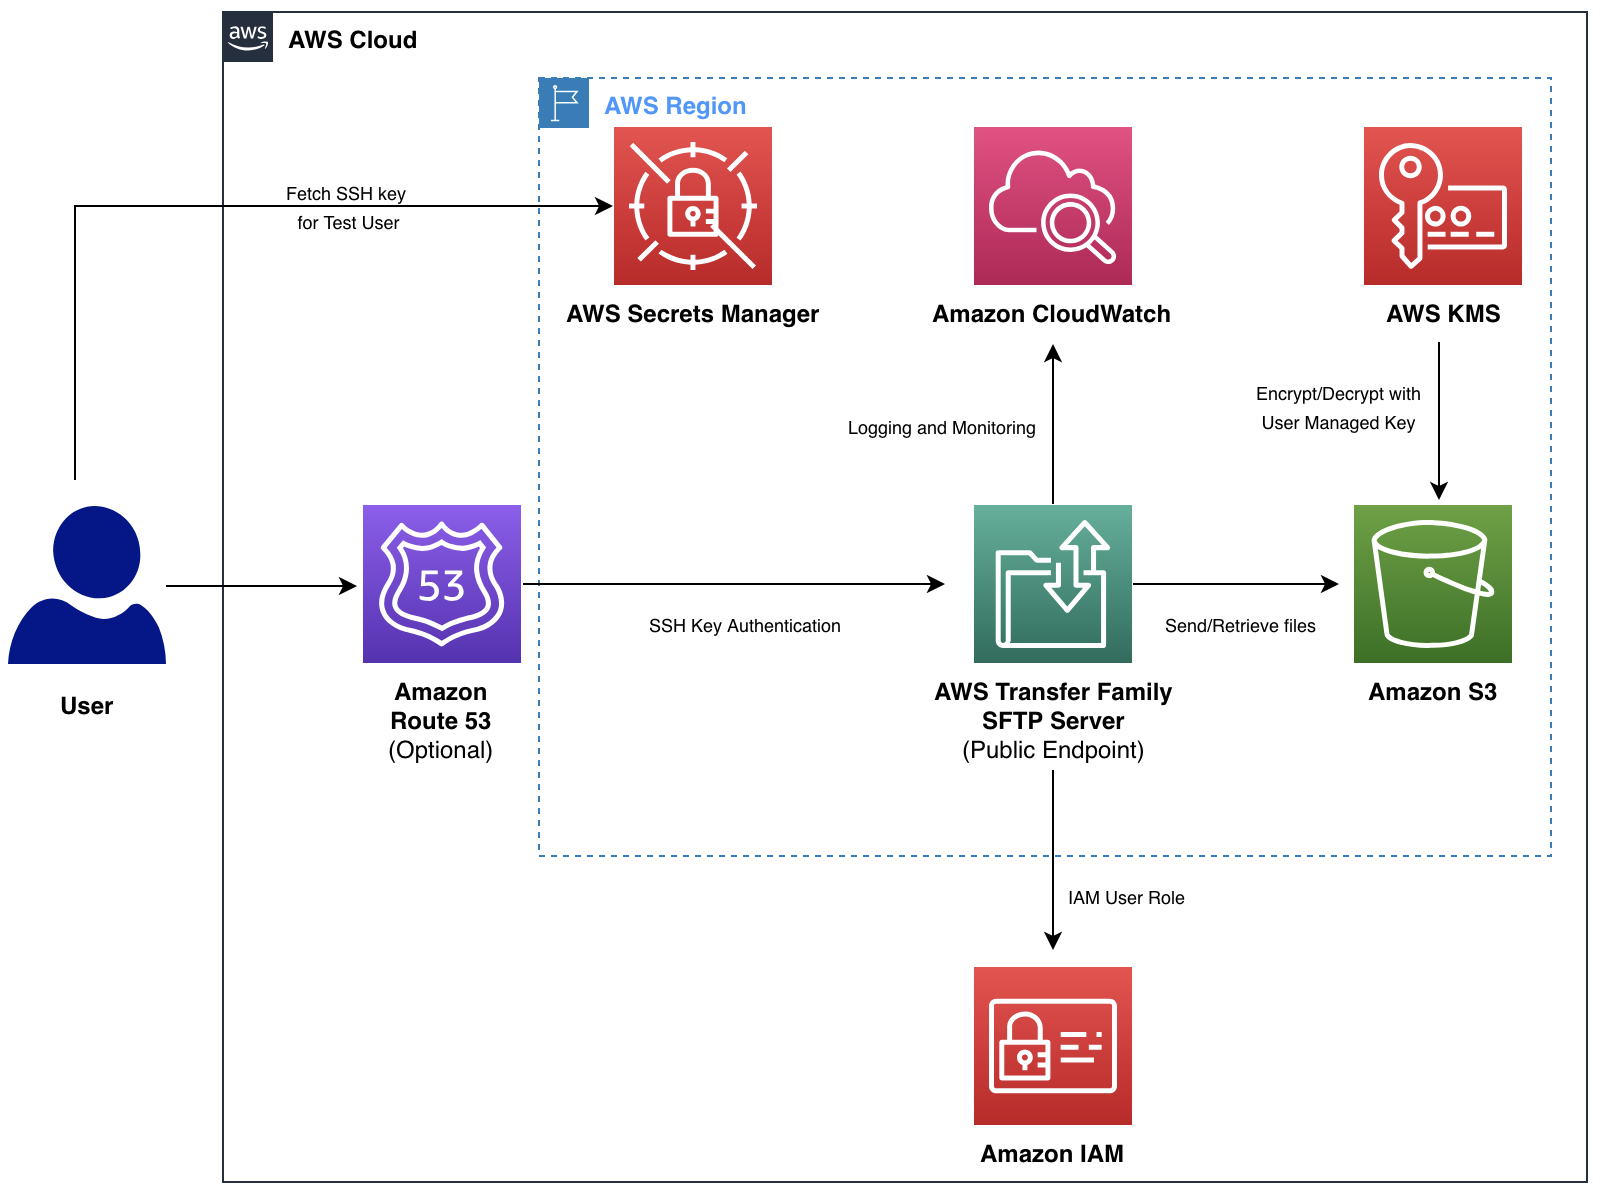 aws
AWS Cloud
AWS Region
Fetch SSH key
for Test User
AWS Secrets Manager
Amazon CloudWatch
AWS KMS
Logging and Monitoring
Encrypt/Decrypt with
User Managed Key
53
SSH Key Authentication
Send/Retrieve files
User
Amazon
Route 53
(Optional)
AWS Transfer Family
SFTP Server
(Public Endpoint)
Amazon S3
IAM User Role
Amazon IAM